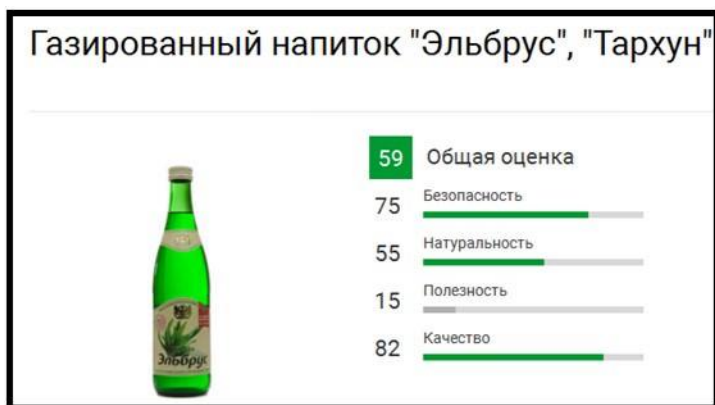 Газированный напиток "Эльбрус", "Тархун"
59 Общая оценка
75 Безопасность
55 Натуральность
15 Полезность
82 Качество
Эльбрус